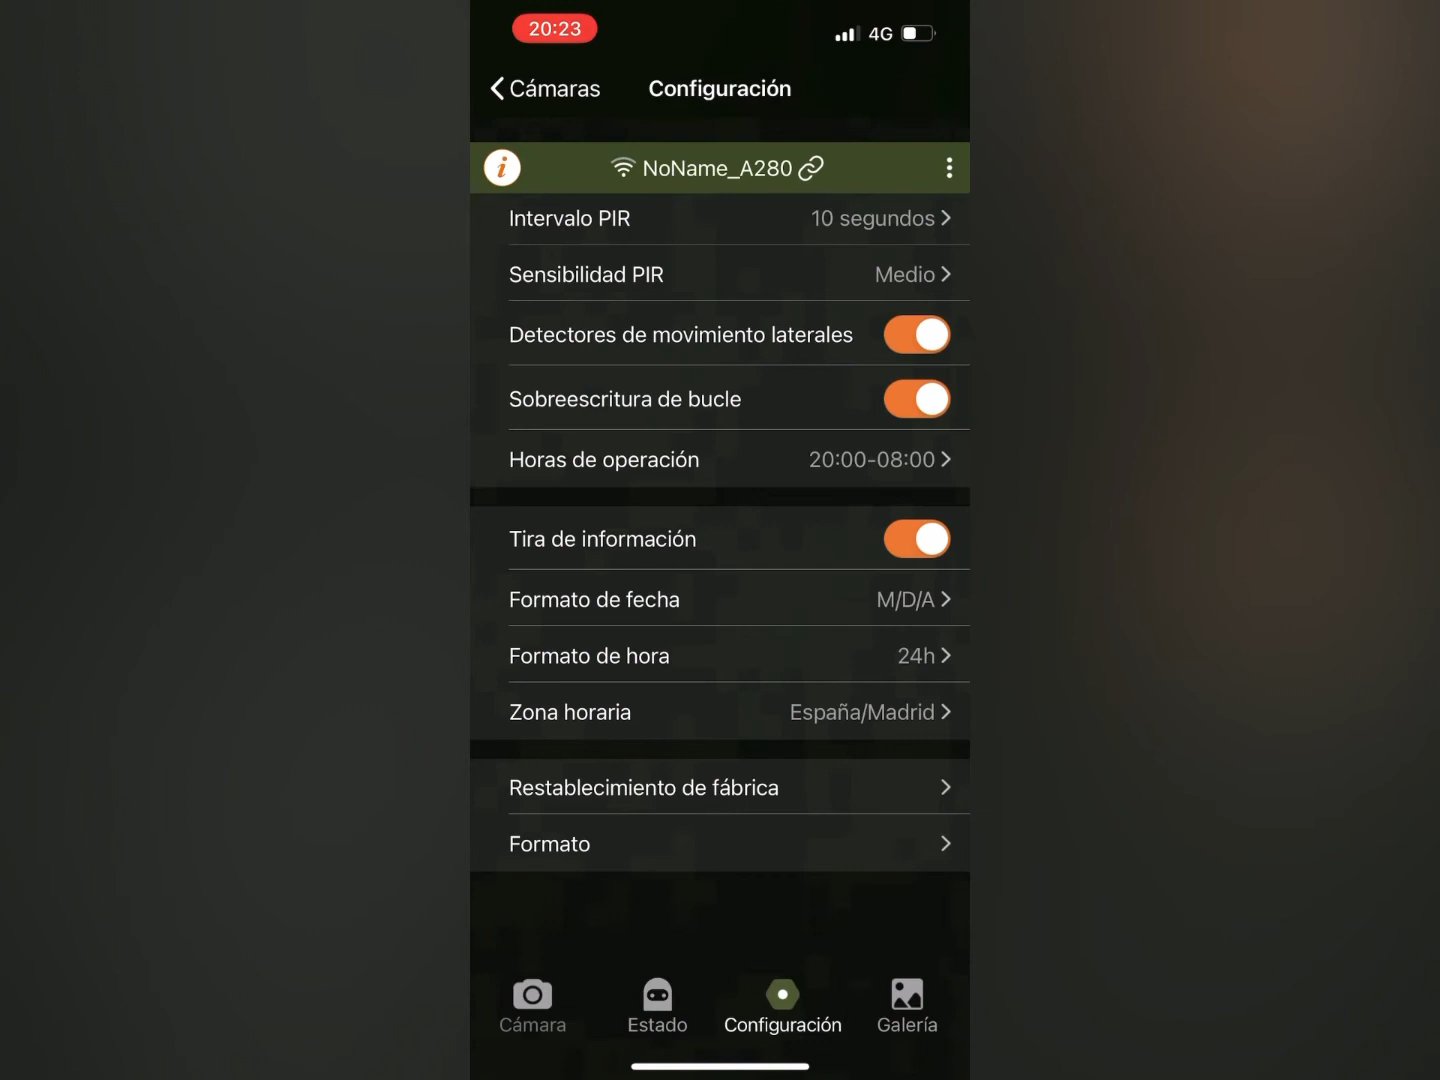 20:23
4G
Cámaras
Configuración
i NoName_A280
Intervalo PIR 10 segundos
Sensibilidad PIR Medio
Detectores de movimiento laterales
Sobreescritura de bucle
Horas de operación 20:00-08:00
Tira de información
Formato de fecha M/D/A
Formato de hora 24h
Zona horaria España/Madrid
Restablecimiento de fábrica
Formato
Cámara Estado Configuración Galería